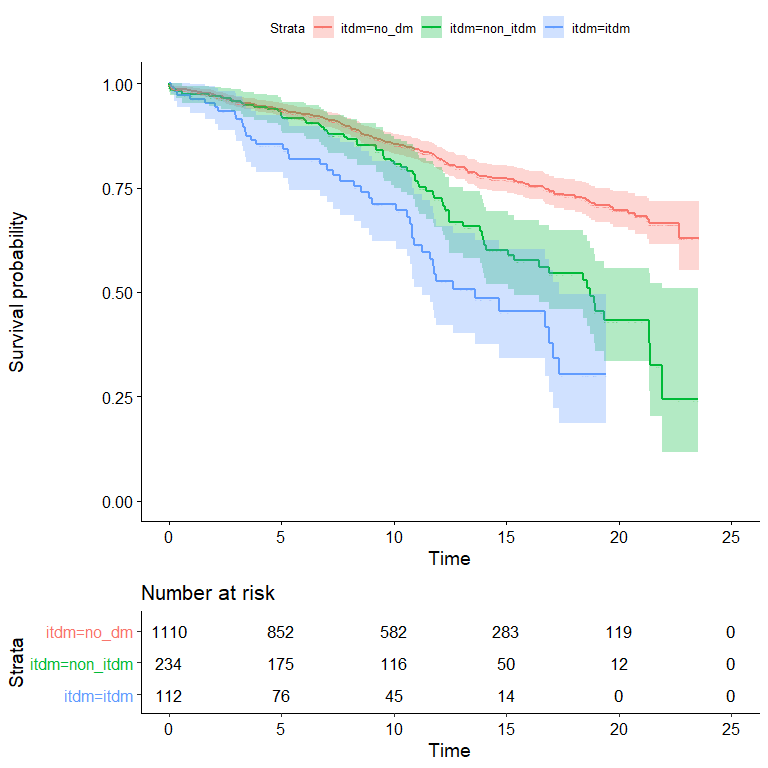 Strata itdm=no_dm itdm=non_itdm itdm=itdm
Survival probability
1.00
0.75
0.50
0.25
0.00
0 5 10 15 20 25
Time
Number at risk
Strata
itdm=no_dm 1110 852 582 283 119 0
itdm=non_itdm 234 175 116 50 12 0
itdm=itdm 112 76 45 14 0 0
0 5 10 15 20 25
Time